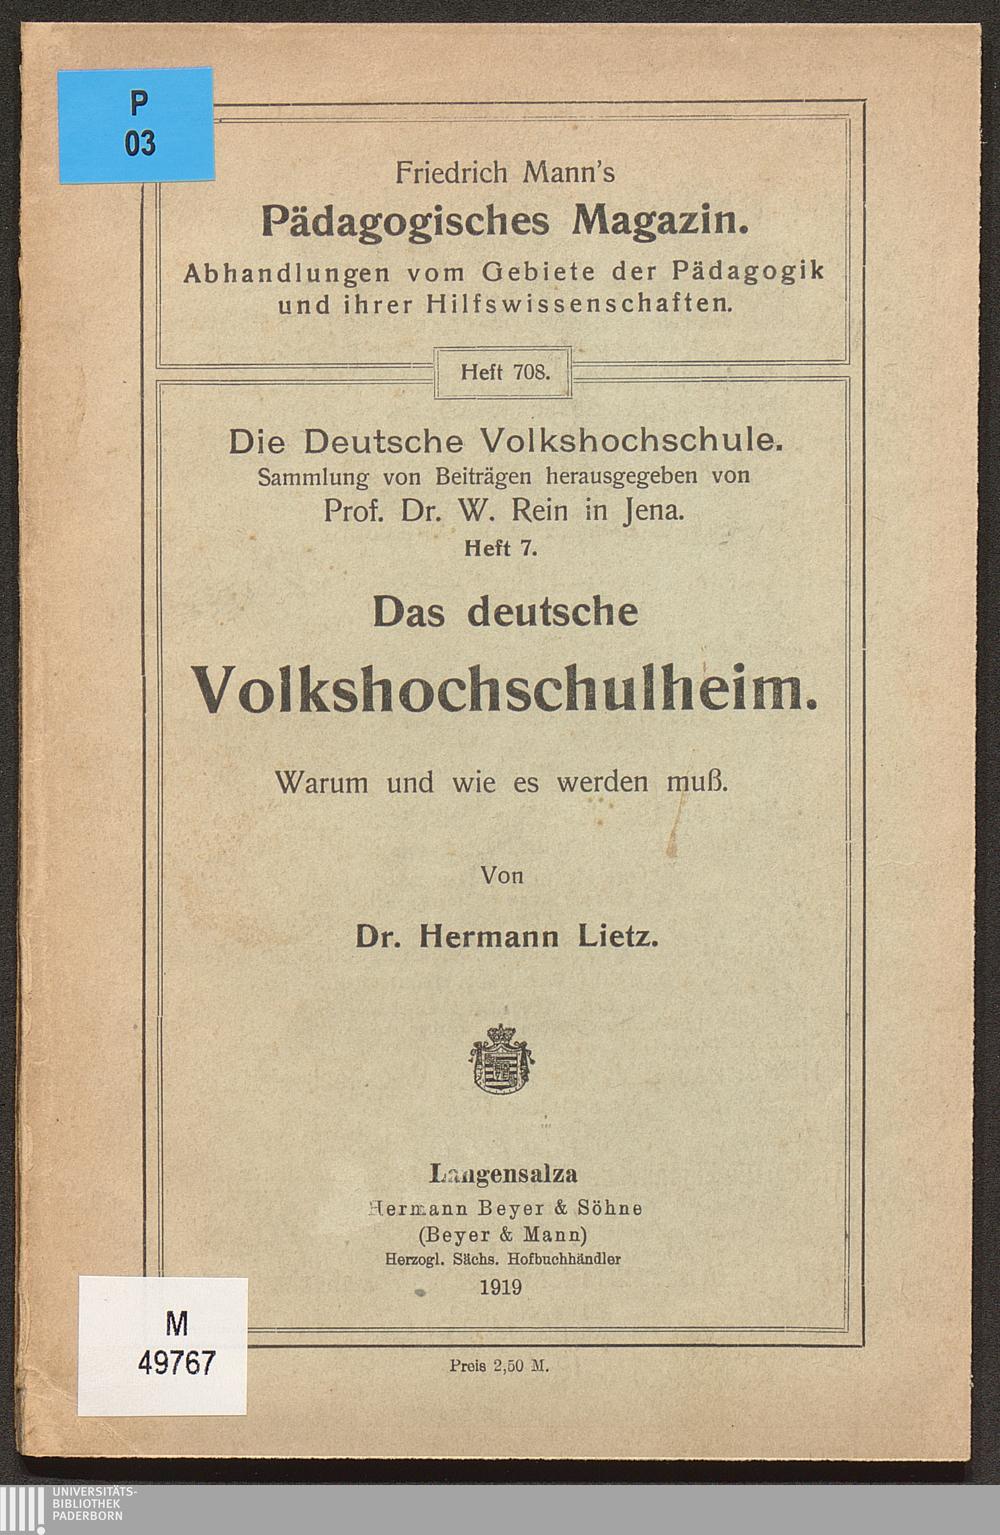 P
03
Friedrich Mann's
Pädagogisches Magazin.
Abhandlungen vom Gebiete der Pädagogik
und ihrer Hilfswissenschaften.
Heft 708.
Die Deutsche Volkshochschule.
Sammlung von Beiträgen herausgegeben von
Prof. Dr. W. Rein in Jena.
Heft 7.
Das deutsche
Volkshochschulheim.
Warum und wie es werden muß.
Von
Dr. Hermann Lietz.
Langensalza
Hermann Beyer & Söhne
(Beyer & Mann)
Herzogl. Sächs. Hofbuchhändler
1919
M
49767
Preis 2,50 M.
UNIVERSITÄTS-
BIBLIOTHEK
PADERBORN